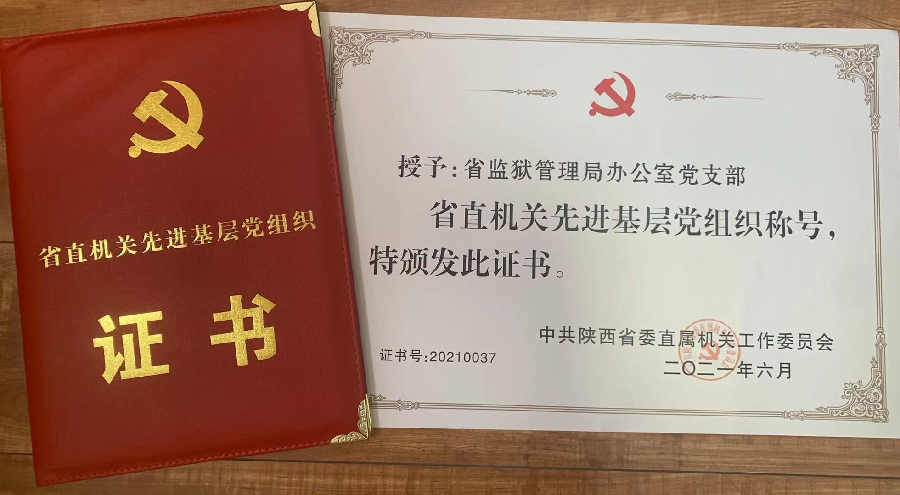 省直机关先进基层党组织
证书
授予:省监狱管理局办公室党支部
省直机关先进基层党组织称号,
特颁发此证书。
中共陕西省委直属机关工作委员会
证书号:20210037
二〇二一年六月